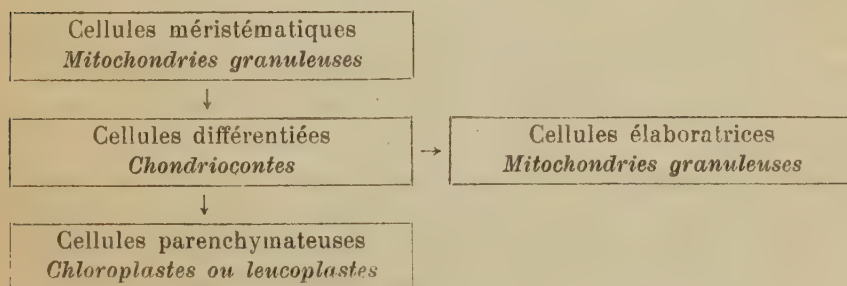 Cellules méristématiques
Mitochondries granuleuses
↓
Cellules différentiées
Chondriocontes
→
Cellules élaboratrices
Mitochondries granuleuses
↓
Cellules parenchymateuses
Chloroplastes ou leucoplastes